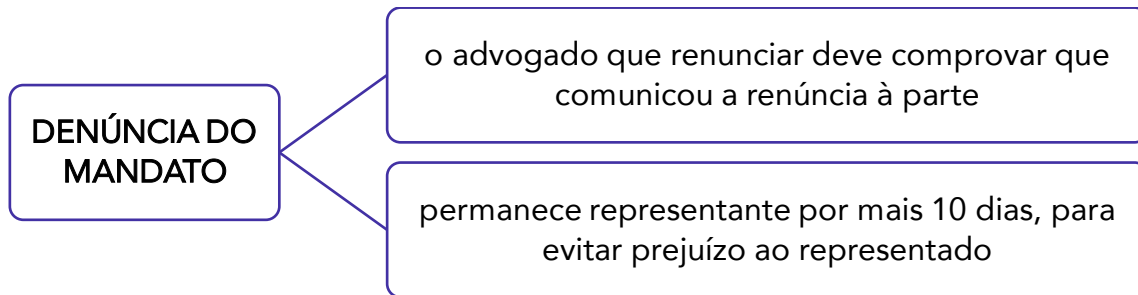 DENÚNCIA DO
MANDATO
o advogado que renunciar deve comprovar que
comunicou a renúncia à parte
permanece representante por mais 10 dias, para
evitar prejuízo ao representado